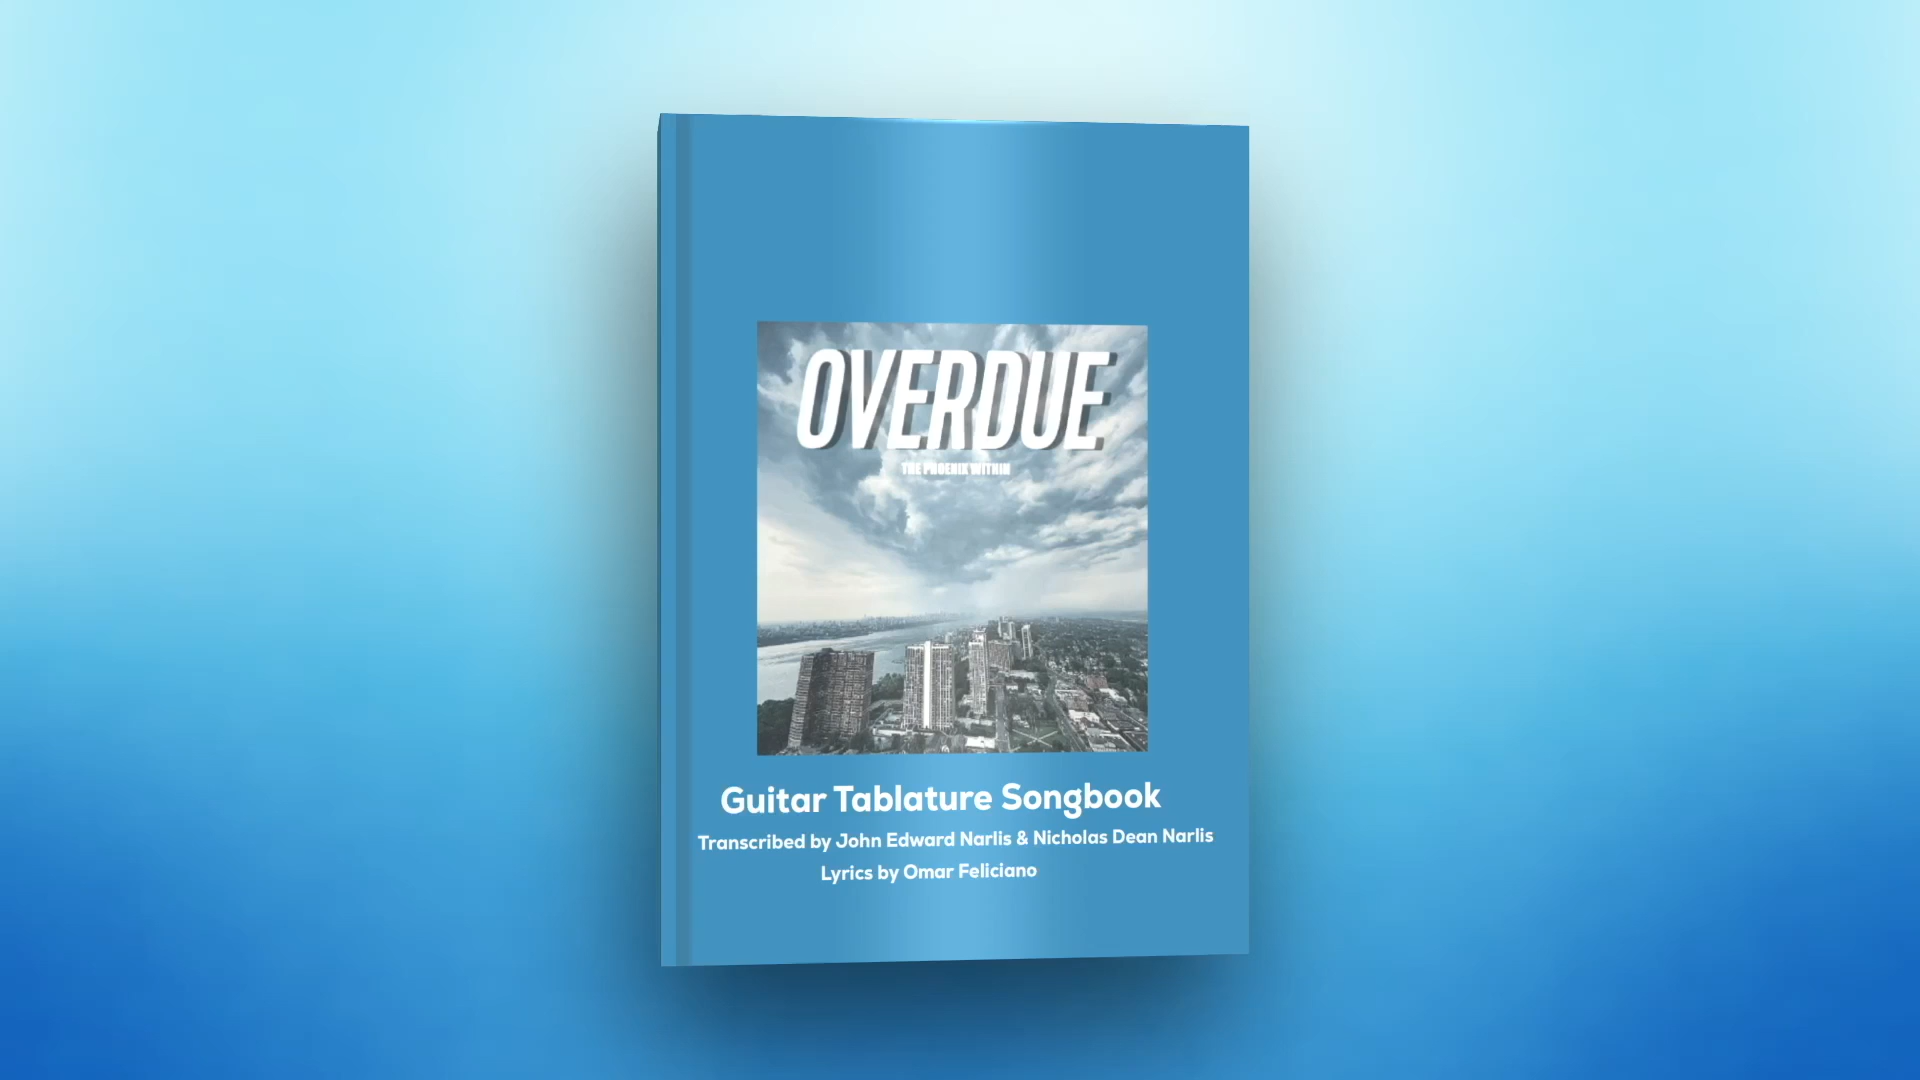 OVERDUE
THE PHOENIX WITHIN
Guitar Tablature Songbook
Transcribed by John Edward Narlis & Nicholas Dean Narlis
Lyrics by Omar Feliciano